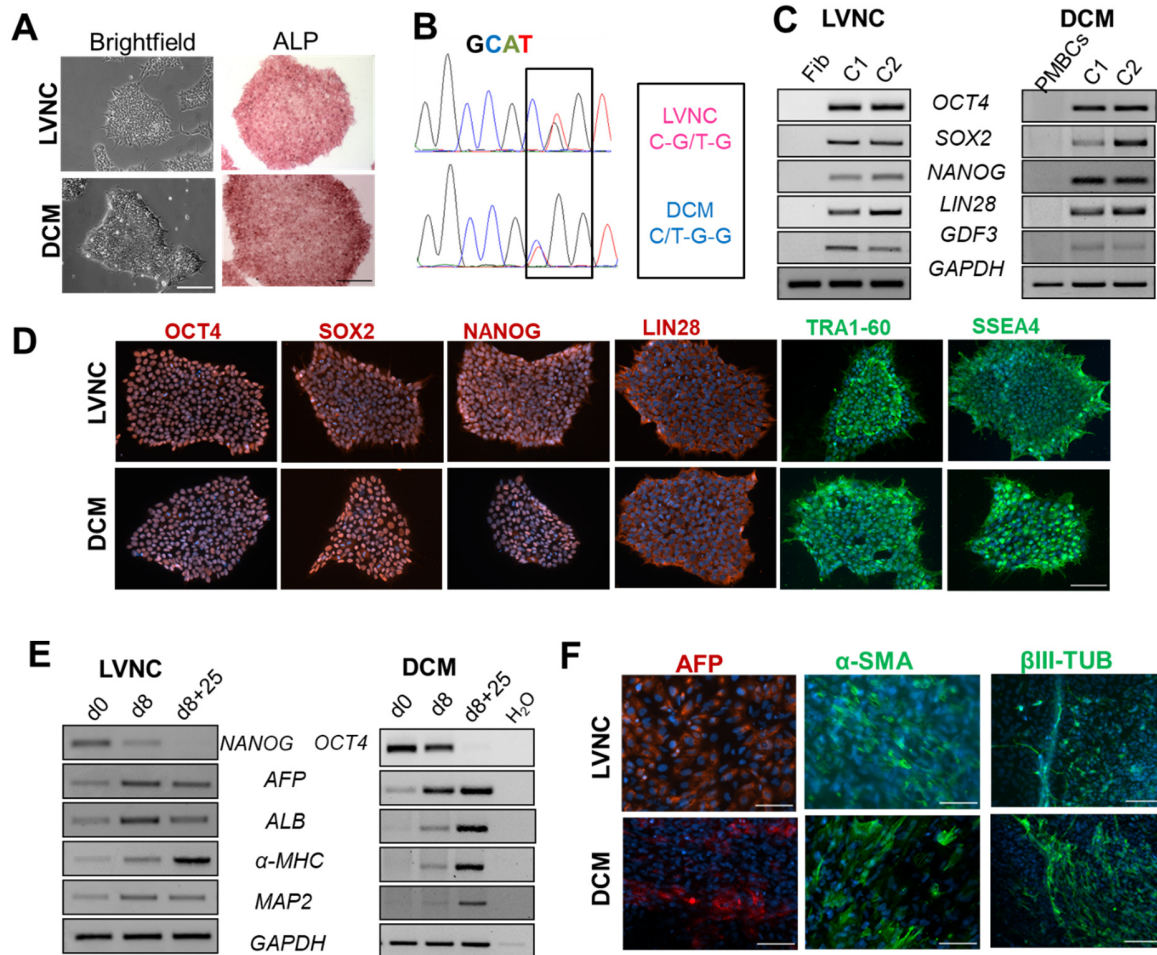 A
Brightfield
ALP
LVNC
DCM
B
GCAT
LVNC
C-G/T-G
DCM
C/T-G-G
C
LVNC
DCM
Fib
C1
C2
PMBCs
C1
C2
OCT4
SOX2
NANOG
LIN28
GDF3
GAPDH
D
OCT4
SOX2
NANOG
LIN28
TRA1-60
SSEA4
LVNC
DCM
E
LVNC
DCM
d0
d8
d8+25
d0
d8
d8+25
H₂O
NANOG
OCT4
AFP
ALB
α-MHC
MAP2
GAPDH
F
AFP
α-SMA
βIII-TUB
LVNC
DCM